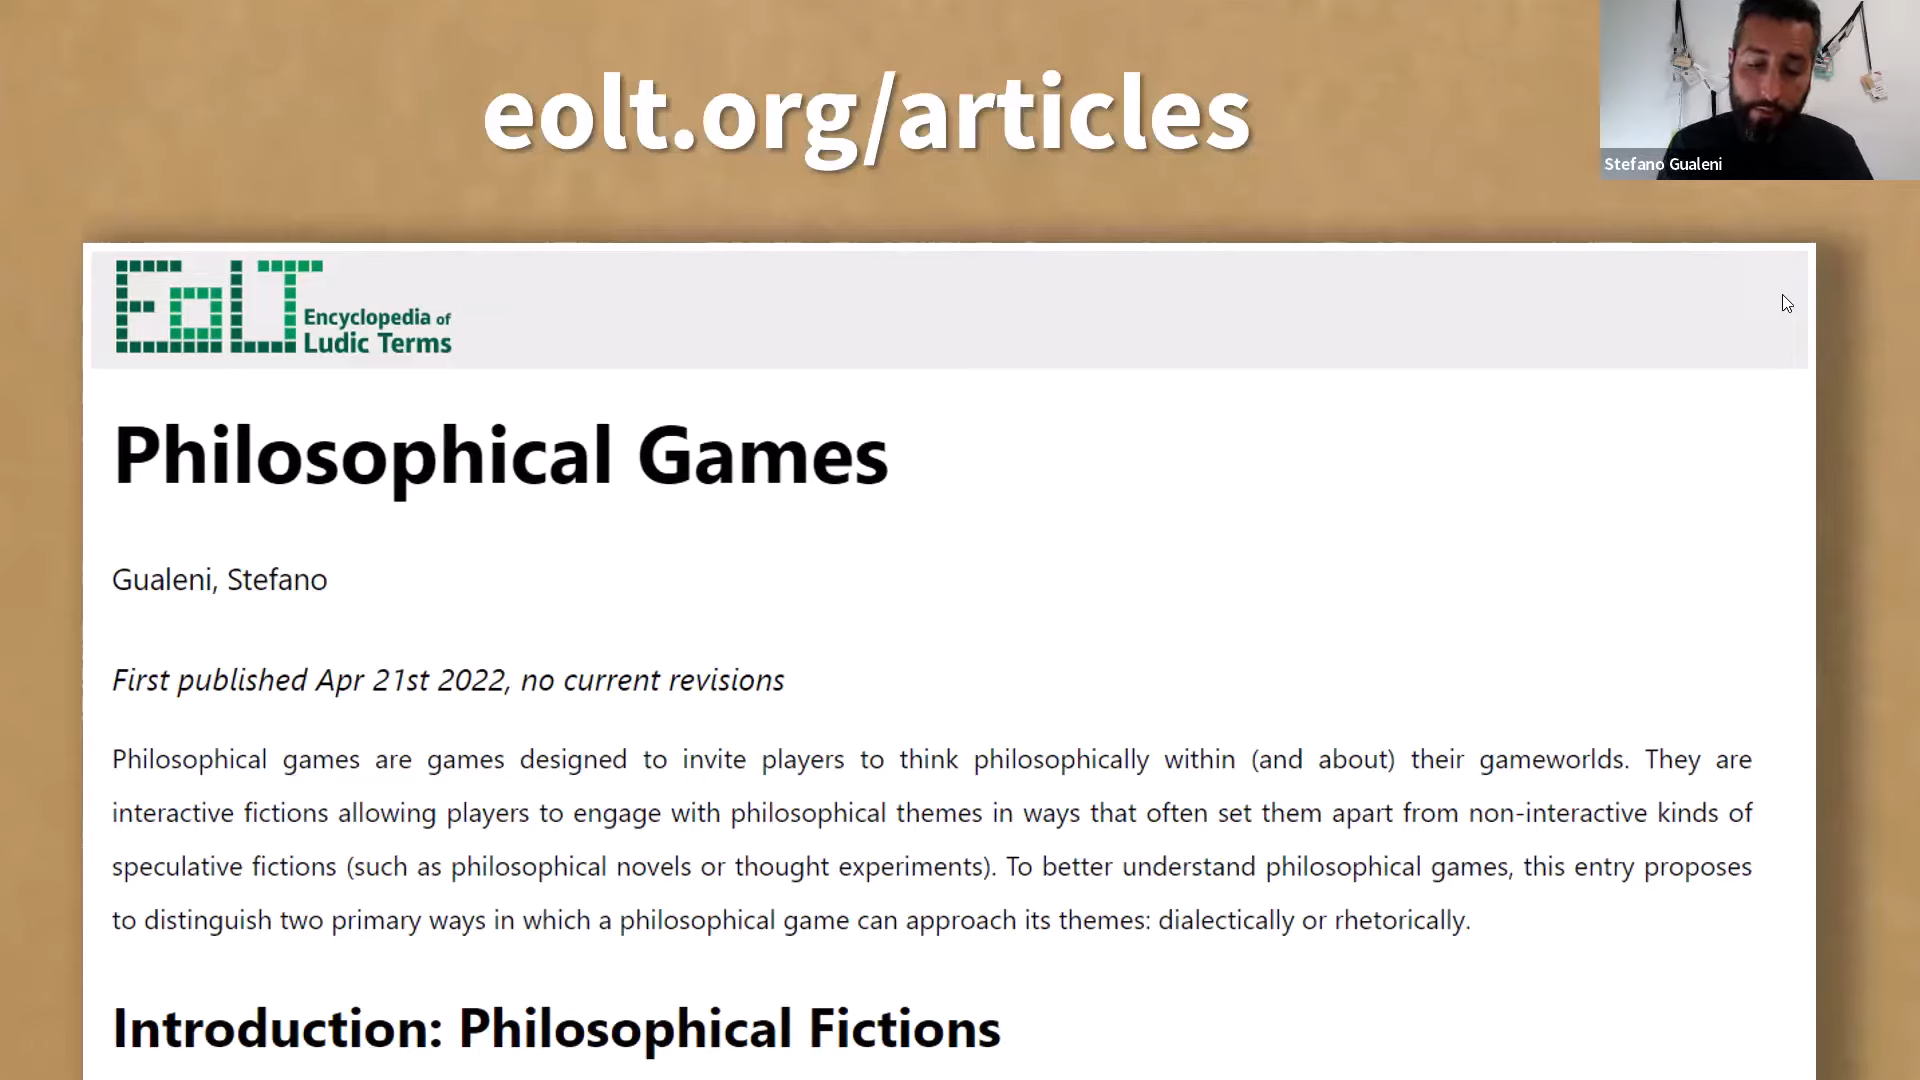 eolt.org/articles
Stefano Gualeni
EoLT Encyclopedia of
Ludic Terms
Philosophical Games
Gualeni, Stefano
First published Apr 21st 2022, no current revisions
Philosophical games are games designed to invite players to think philosophically within (and about) their gameworlds. They are
interactive fictions allowing players to engage with philosophical themes in ways that often set them apart from non-interactive kinds of
speculative fictions (such as philosophical novels or thought experiments). To better understand philosophical games, this entry proposes
to distinguish two primary ways in which a philosophical game can approach its themes: dialectically or rhetorically.
Introduction: Philosophical Fictions